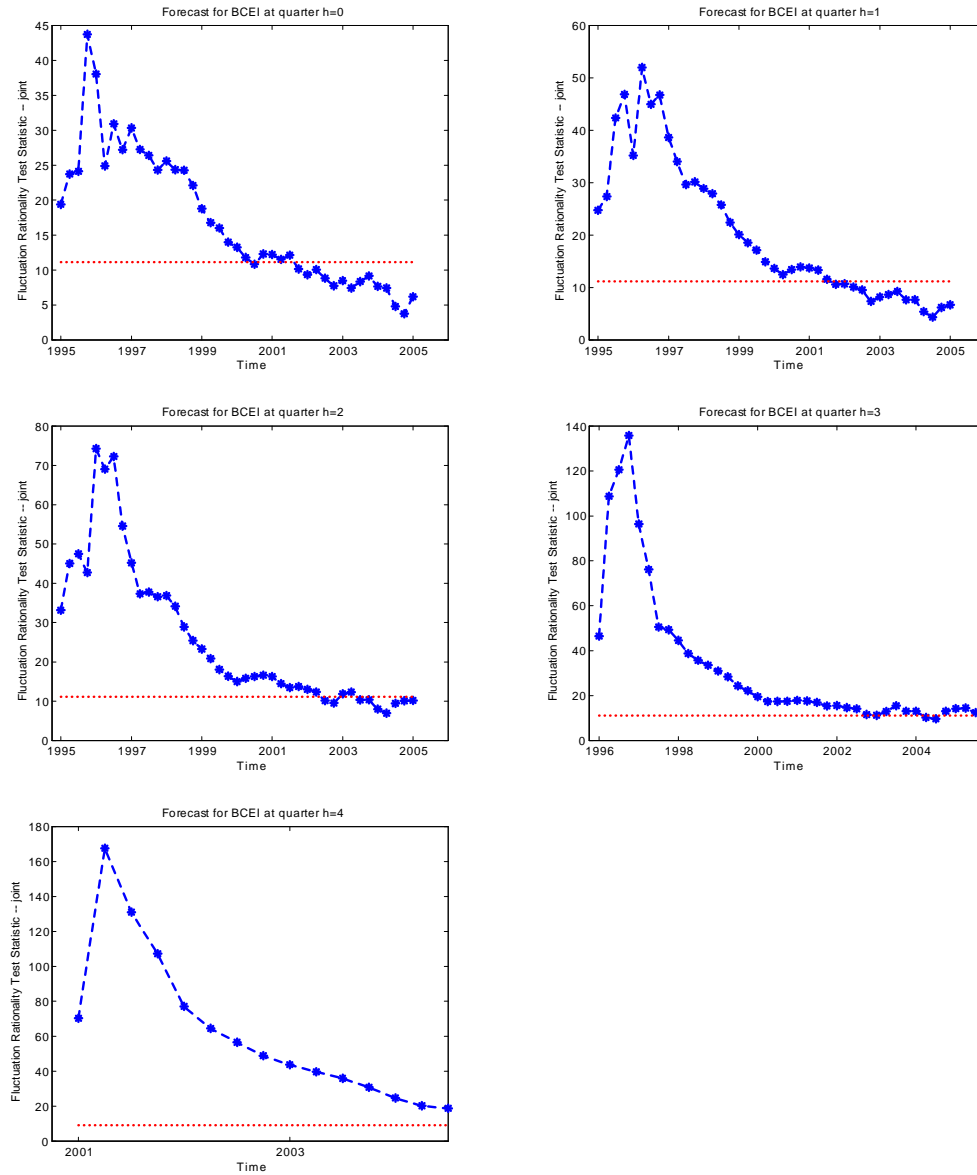 Forecast for BCEI at quarter h=0
Fluctuation Rationality Test Statistic -- joint
45
40
35
30
25
20
15
10
5
0
1995 1997 1999 2001 2003 2005
Time
Forecast for BCEI at quarter h=1
Fluctuation Rationality Test Statistic -- joint
60
50
40
30
20
10
0
1995 1997 1999 2001 2003 2005
Time
Forecast for BCEI at quarter h=2
Fluctuation Rationality Test Statistic -- joint
80
70
60
50
40
30
20
10
0
1995 1997 1999 2001 2003 2005
Time
Forecast for BCEI at quarter h=3
Fluctuation Rationality Test Statistic -- joint
140
120
100
80
60
40
20
0
1996 1998 2000 2002 2004
Time
Forecast for BCEI at quarter h=4
Fluctuation Rationality Test Statistic -- joint
180
160
140
120
100
80
60
40
20
0
2001 2003
Time